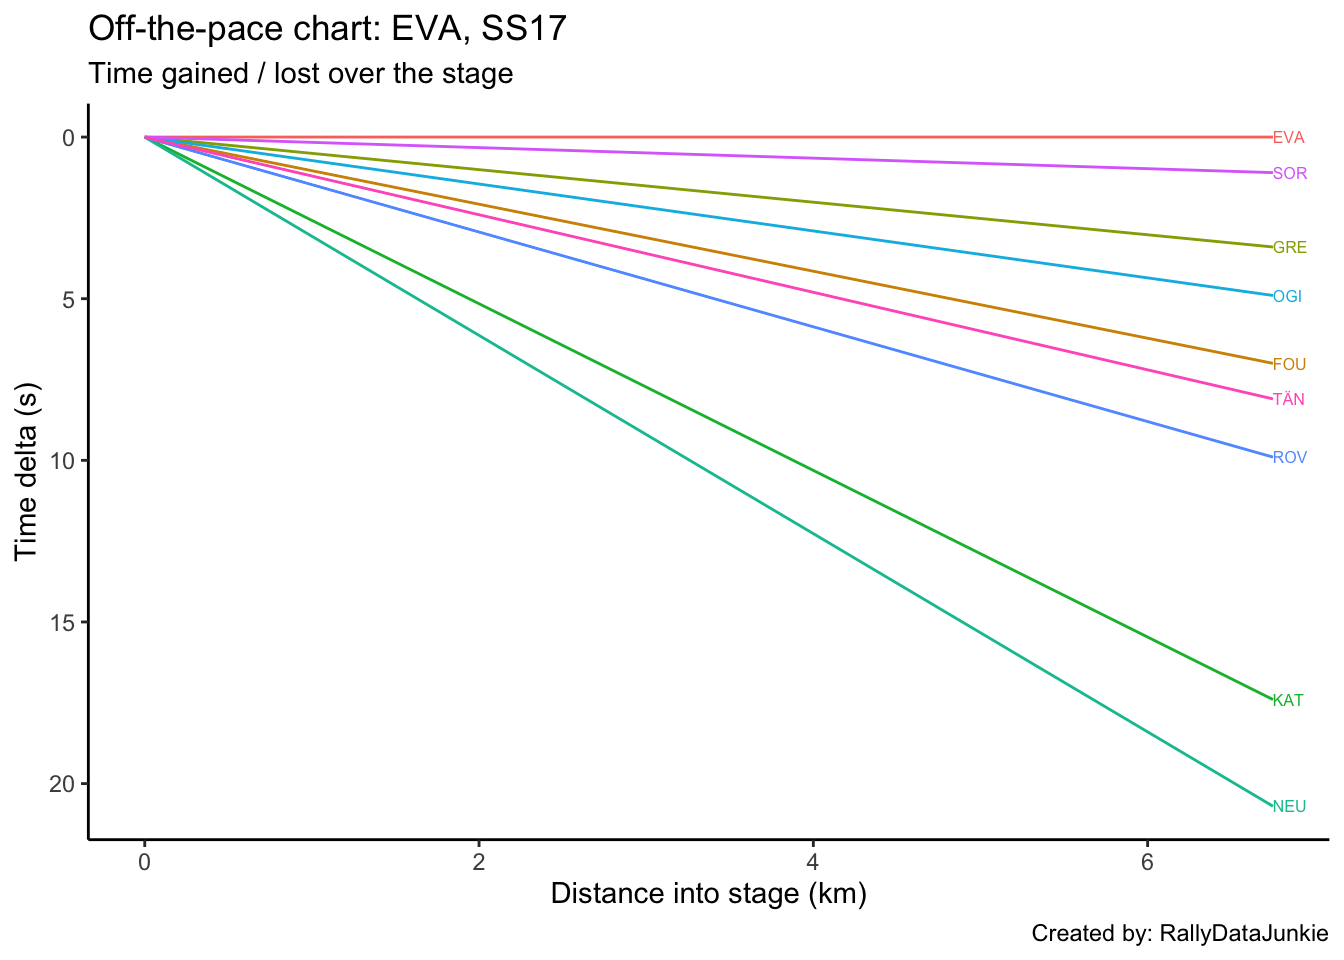 Off-the-pace chart: EVA, SS17
Time gained / lost over the stage
Time delta (s)
0
5
10
15
20
EVA
SOR
GRE
OGI
FOU
TÄN
ROV
KAT
NEU
0 2 4 6
Distance into stage (km)
Created by: RallyDataJunkie